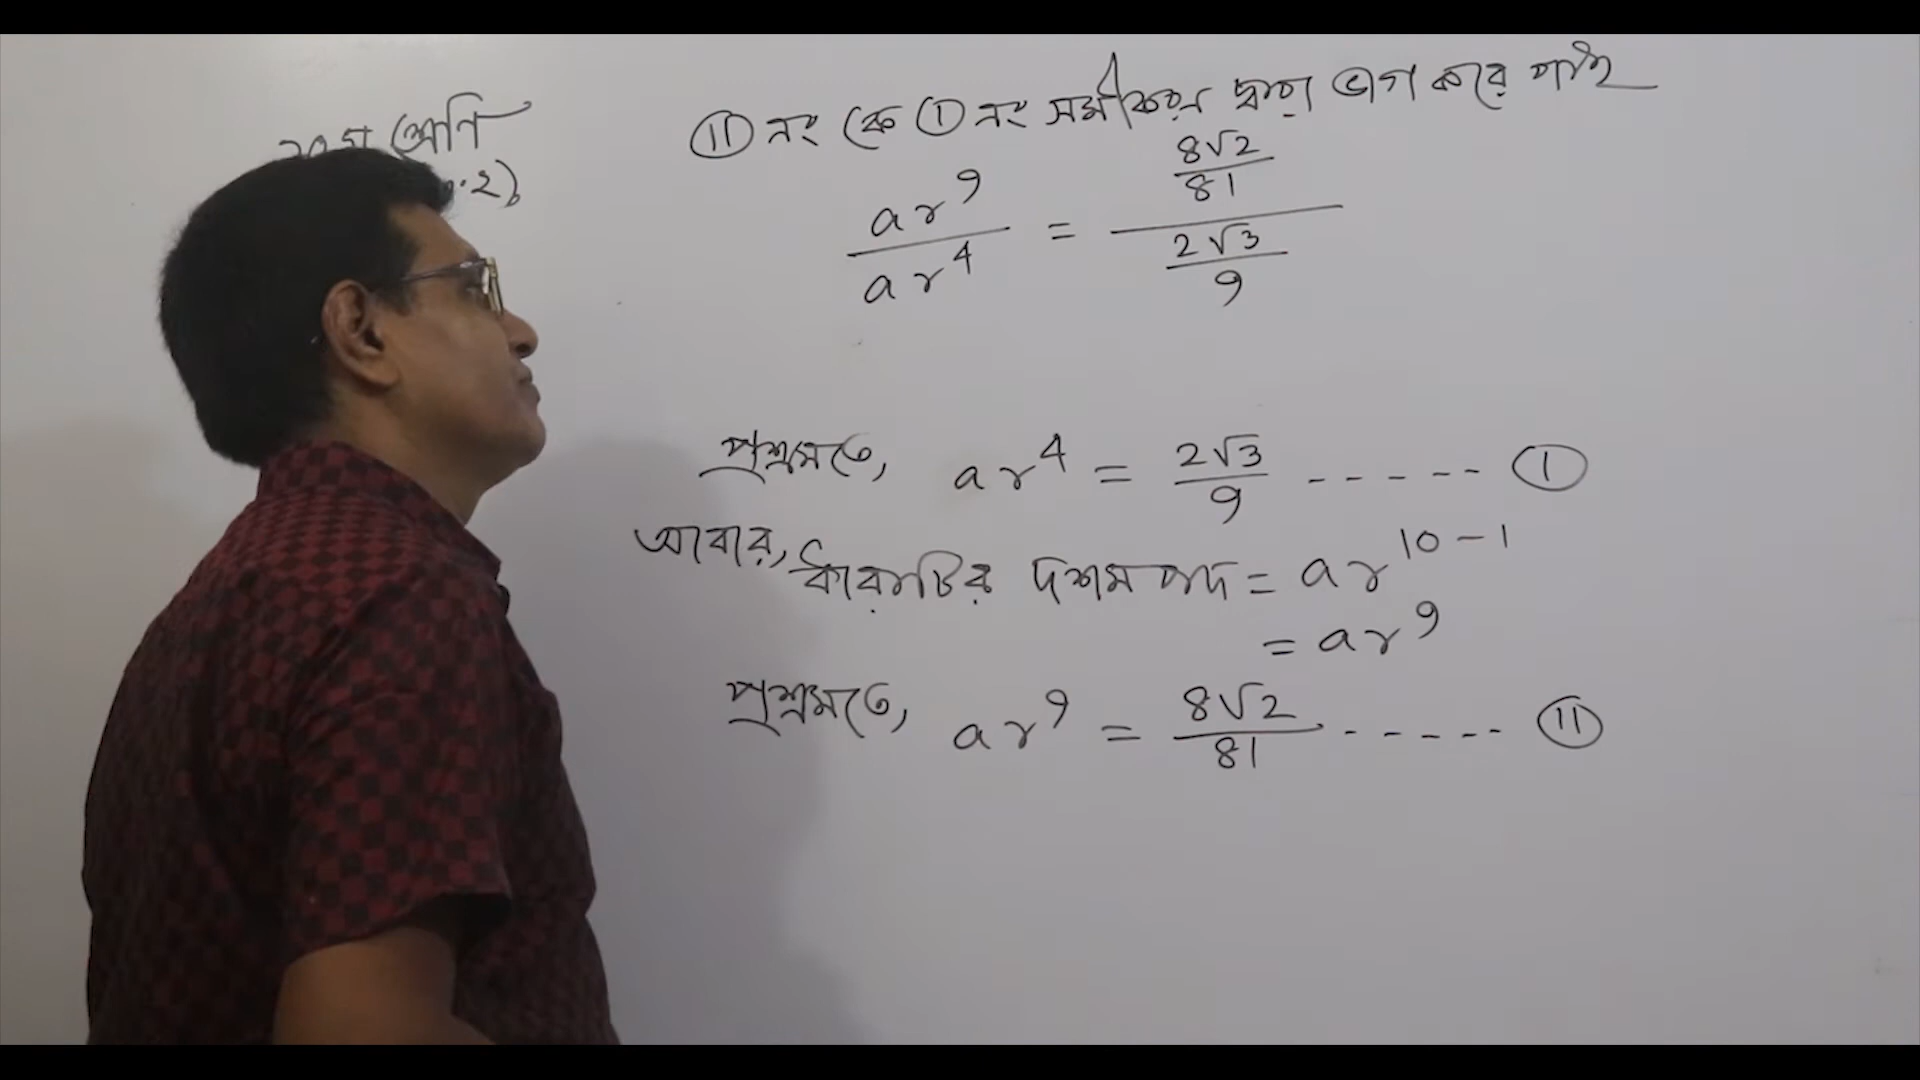 শ্রেণি
.২)
(II) নং কে (I) নং সমীকরণ দ্বারা ভাগ করে পাই
ar⁹/ar⁴ = (8√2/81)/(2√3/9)
প্রশ্নমতে, ar⁴ = 2√3/9 ------ (I)
আবার, ধারাটির দশম পদ = ar¹⁰⁻¹
= ar⁹
প্রশ্নমতে, ar⁹ = 8√2/81 ------ (II)